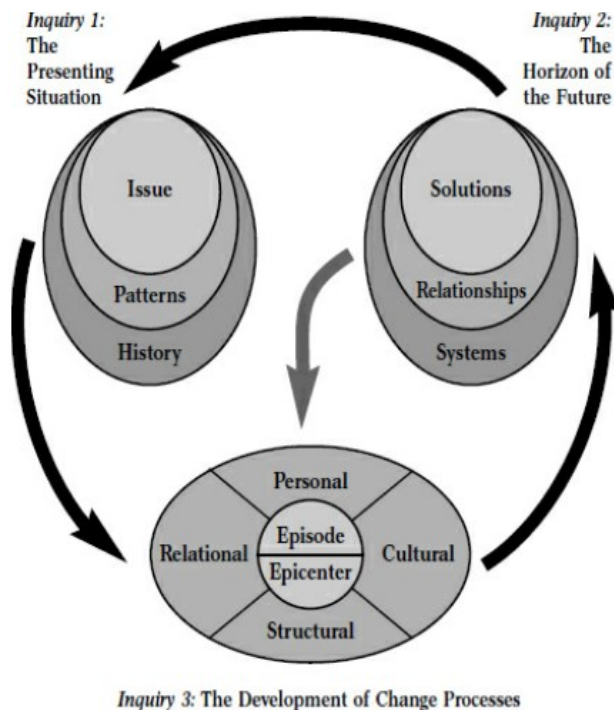 Inquiry 1:
The
Presenting
Situation
Inquiry 2:
The
Horizon of
the Future
Issue
Patterns
History
Solutions
Relationships
Systems
Personal
Relational
Episode
Epicenter
Cultural
Structural
Inquiry 3: The Development of Change Processes